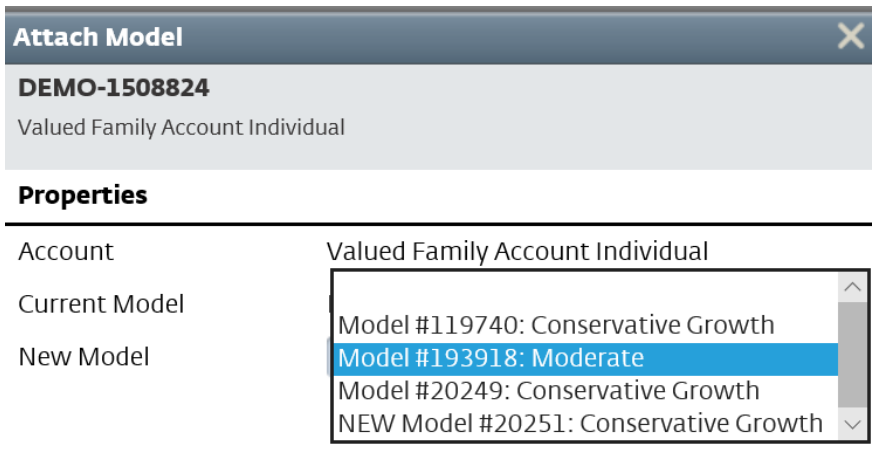 Attach Model
DEMO-1508824
Valued Family Account Individual
Properties
Account Valued Family Account Individual
Current Model
New Model
Model #119740: Conservative Growth
Model #193918: Moderate
Model #20249: Conservative Growth
NEW Model #20251: Conservative Growth